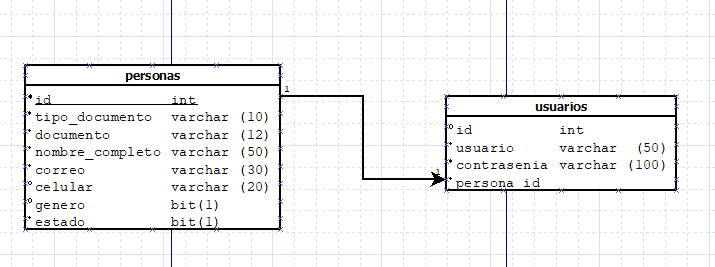 personas
id int
tipo_documento varchar (10)
documento varchar (12)
nombre_completo varchar (50)
correo varchar (30)
celular varchar (20)
genero bit(1)
estado bit(1)
1
1
usuarios
id int
usuario varchar (50)
contrasenia varchar (100)
persona_id